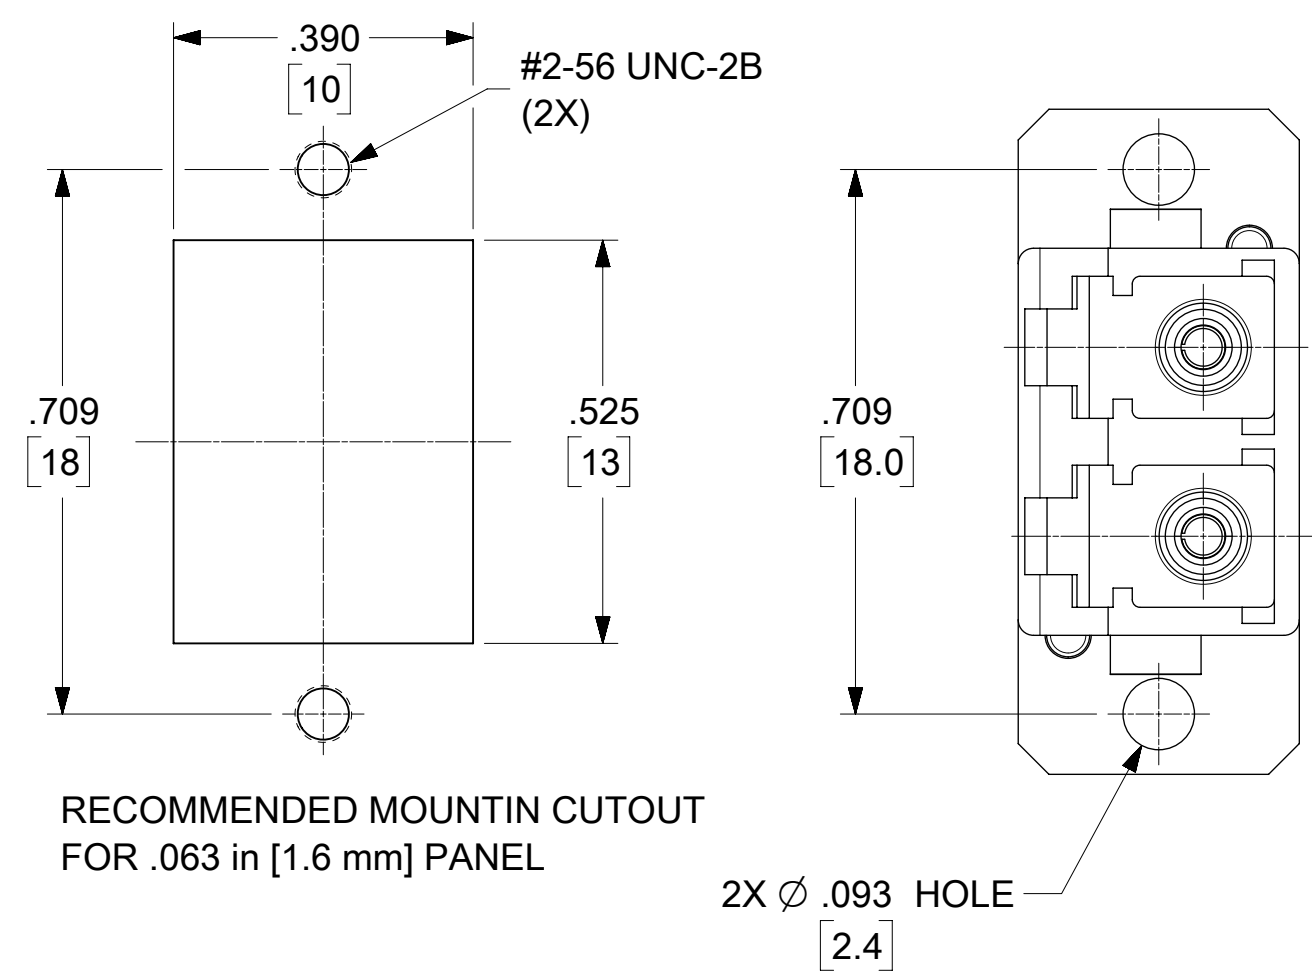 .390
[10]
#2-56 UNC-2B
(2X)
.709
[18]
.525
[13]
.709
[18.0]
RECOMMENDED MOUNTIN CUTOUT
FOR .063 in [1.6 mm] PANEL
2X ∅ .093 HOLE
[2.4]